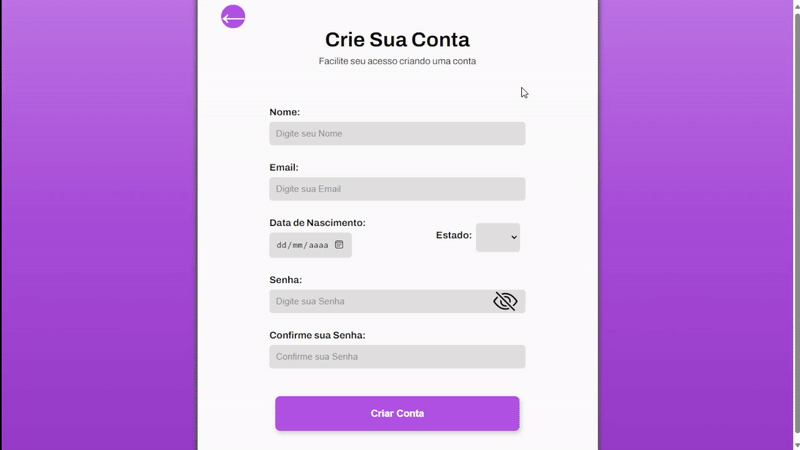 Crie Sua Conta
Facilite seu acesso criando uma conta
Nome:
Digite seu Nome
Email:
Digite sua Email
Data de Nascimento:
dd/mm/aaaa
Estado:
Senha:
Digite sua Senha
Confirme sua Senha:
Confirme sua Senha
Criar Conta